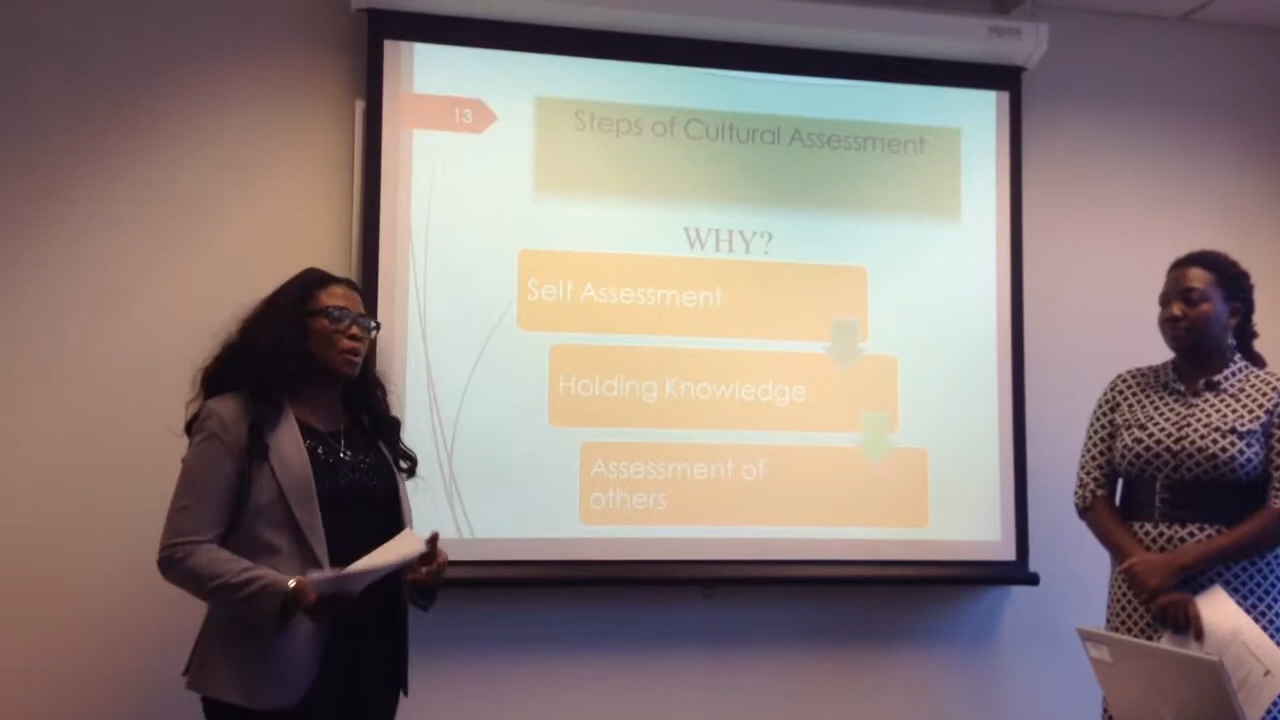 13
Steps of Cultural Assessment
WHY?
Self Assessment
Holding Knowledge
Assessment of
others